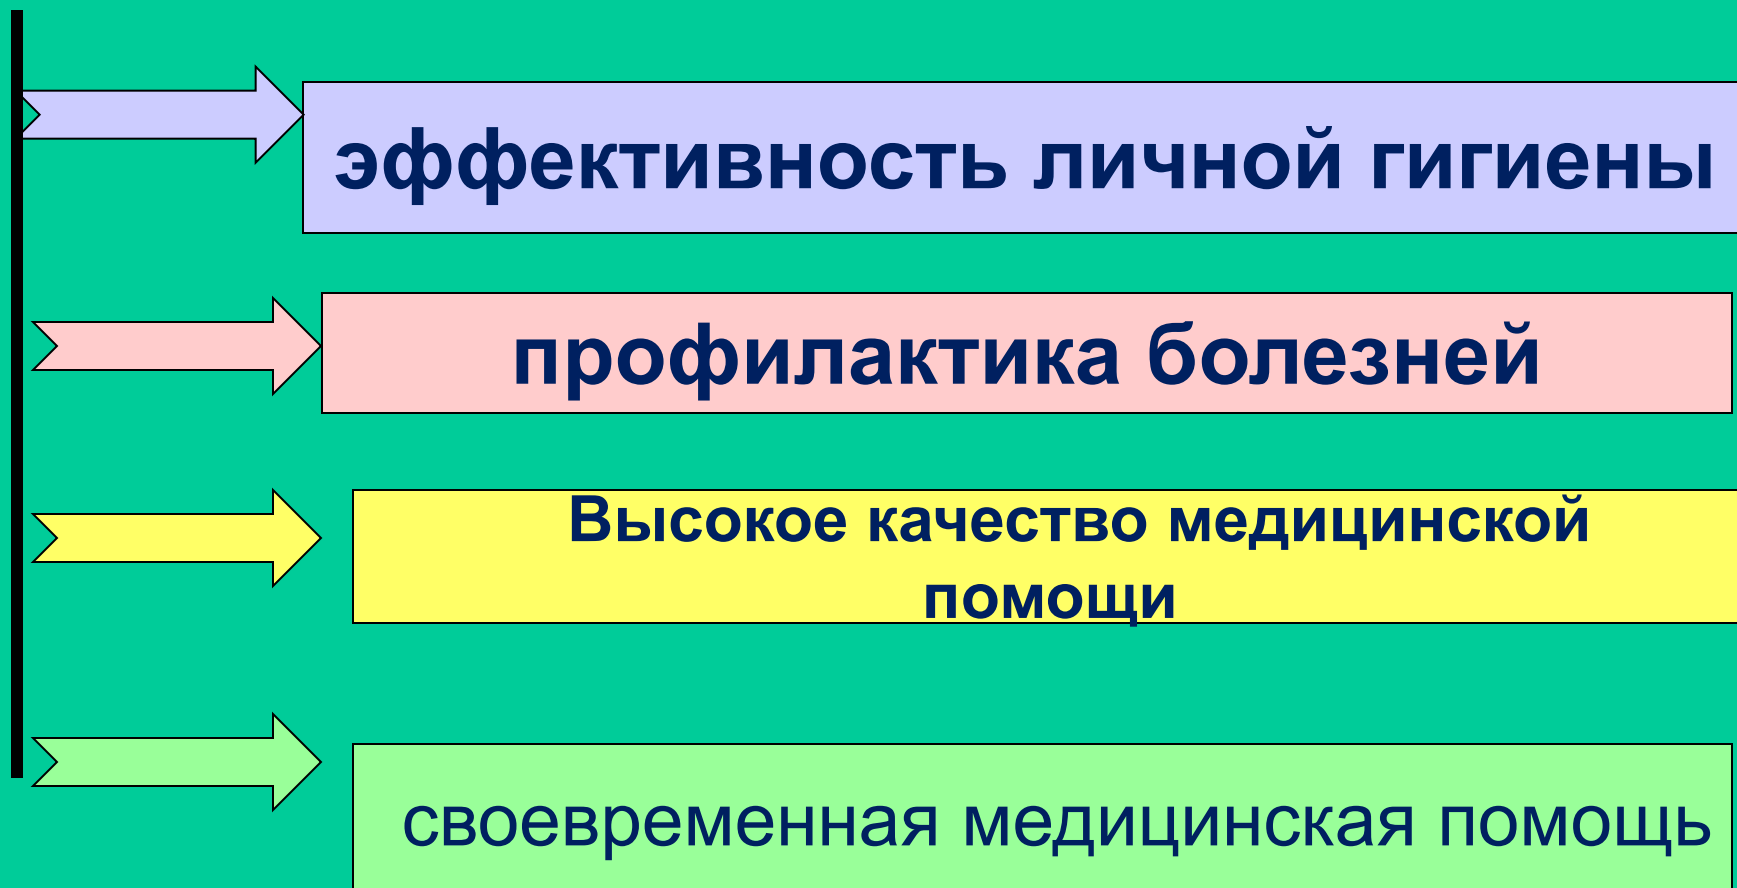 эффективность личной гигиены
профилактика болезней
Высокое качество медицинской
помощи
своевременная медицинская помощь